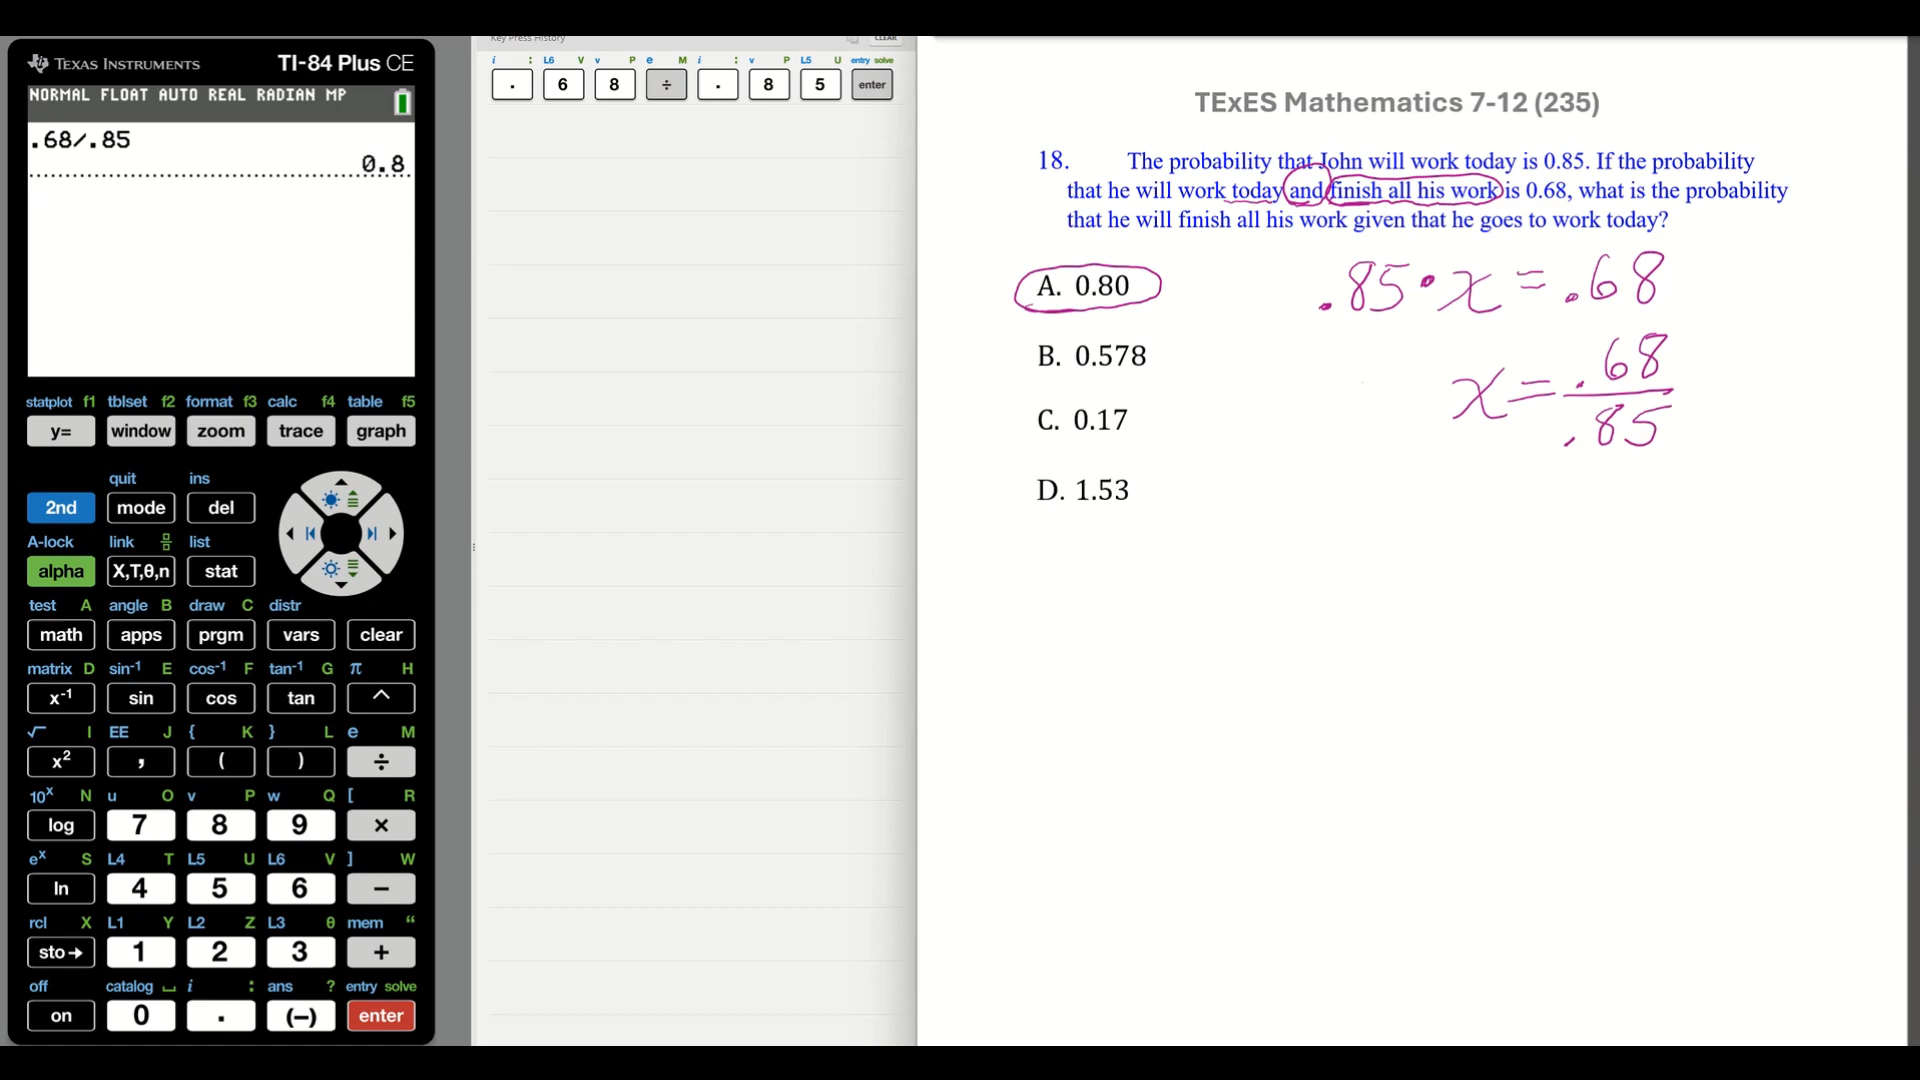 TEXAS INSTRUMENTS TI-84 Plus CE
NORMAL FLOAT AUTO REAL RADIAN MP
.68/.85
0.8
statplot f1 tblset f2 format f3 calc f4 table f5
y= window zoom trace graph
quit ins
2nd mode del
A-lock link list
alpha X,T,θ,n stat
test A angle B draw C distr
math apps prgm vars clear
matrix D sin⁻¹ E cos⁻¹ F tan⁻¹ G π H
x⁻¹ sin cos tan ^
√ I EE J { K } L e M
x² , ( ) ÷
10ˣ N u O v P w Q [ R
log 7 8 9 ×
eˣ S L4 T L5 U L6 V ] W
ln 4 5 6 −
rcl X L1 Y L2 Z L3 θ mem “
sto→ 1 2 3 +
off catalog ⎵ i : ans ? entry solve
on 0 . (−) enter
Key Press History CLEAR
i : L6 V v P e M i : v P L5 U entry solve
. 6 8 ÷ . 8 5 enter
TExES Mathematics 7-12 (235)
18. The probability that John will work today is 0.85. If the probability
that he will work today and finish all his work is 0.68, what is the probability
that he will finish all his work given that he goes to work today?
A. 0.80
B. 0.578
C. 0.17
D. 1.53
.85 • x = .68
x = .68
.85